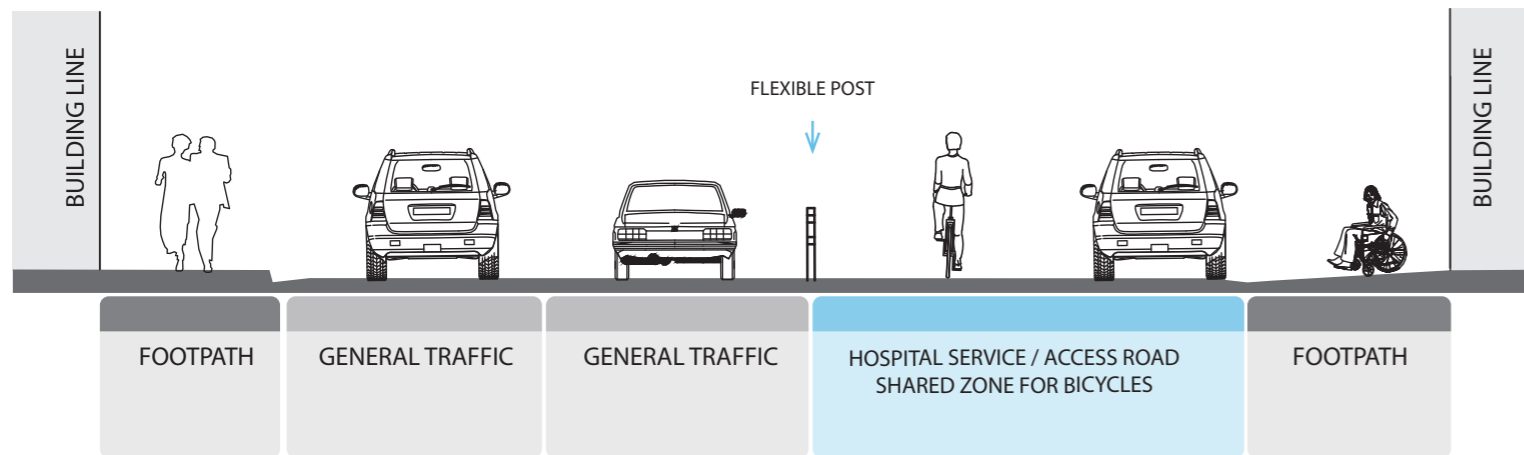 BUILDING LINE
FLEXIBLE POST
BUILDING LINE
FOOTPATH
GENERAL TRAFFIC
GENERAL TRAFFIC
HOSPITAL SERVICE / ACCESS ROAD
SHARED ZONE FOR BICYCLES
FOOTPATH